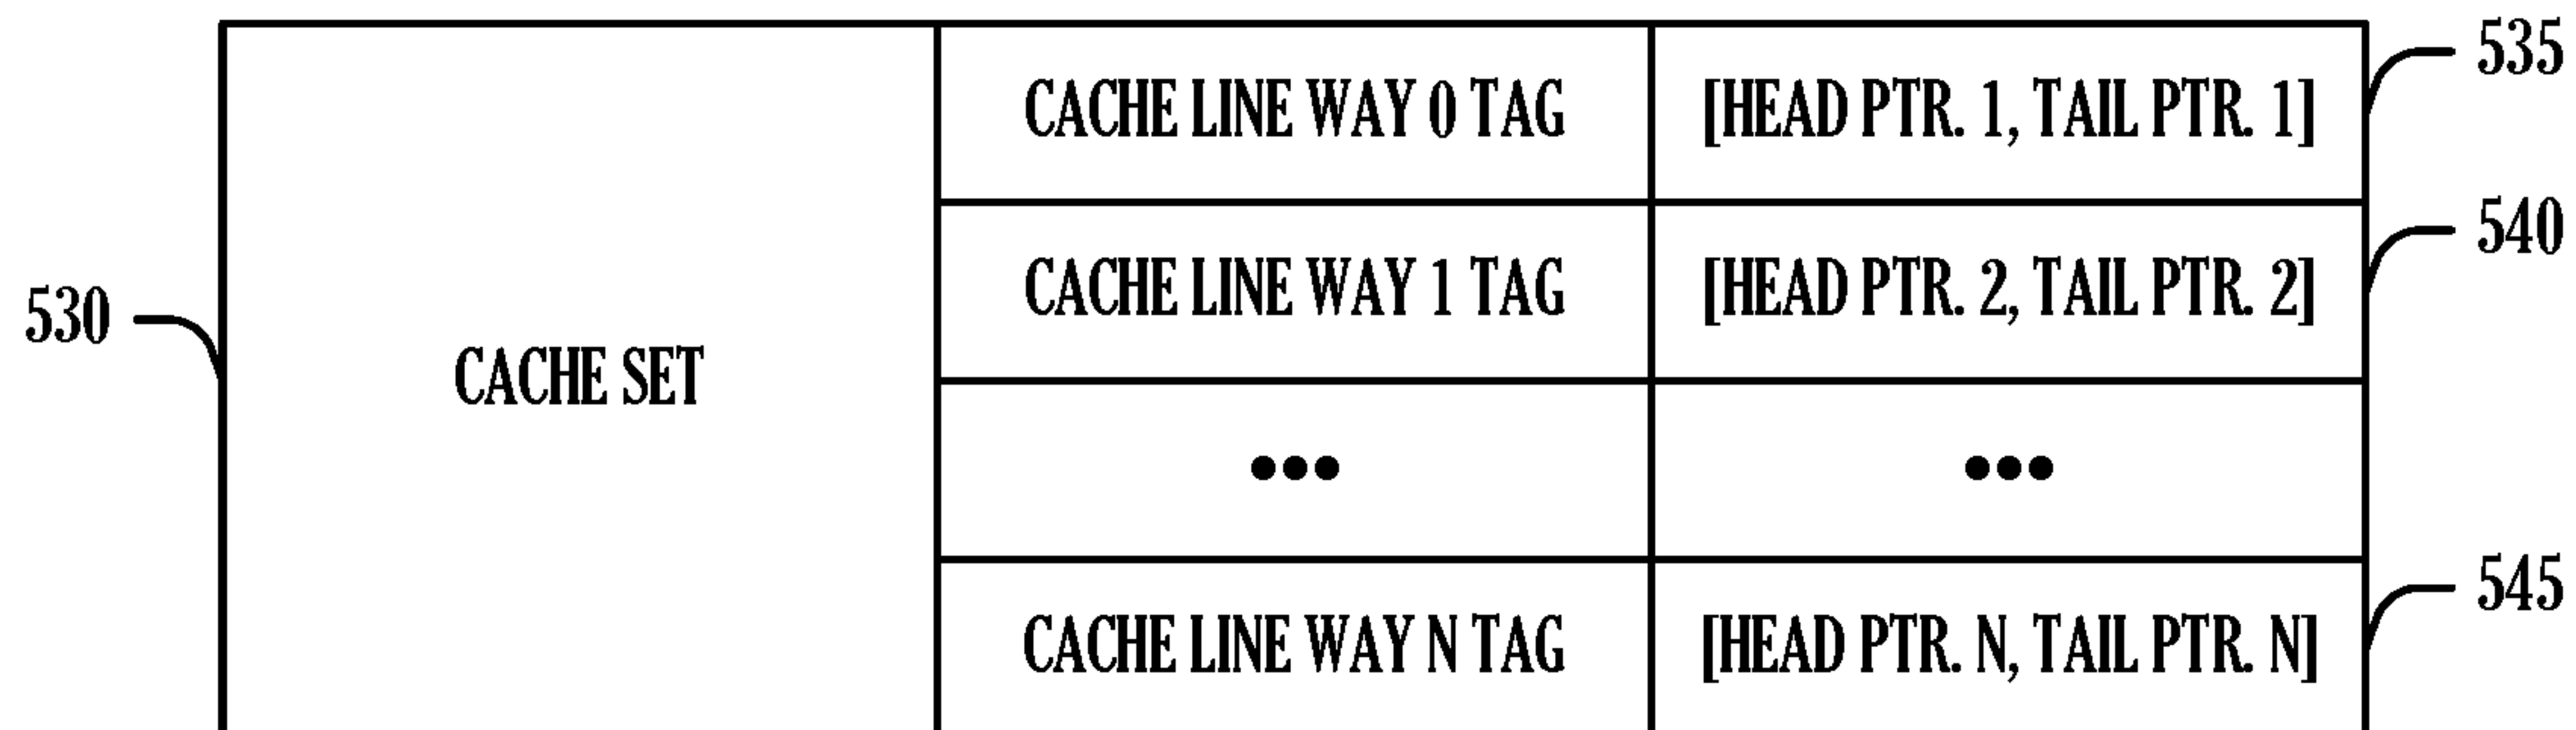 CACHE LINE WAY 0 TAG [HEAD PTR. 1, TAIL PTR. 1] 535
CACHE LINE WAY 1 TAG [HEAD PTR. 2, TAIL PTR. 2] 540
530 CACHE SET
••• •••
CACHE LINE WAY N TAG [HEAD PTR. N, TAIL PTR. N] 545